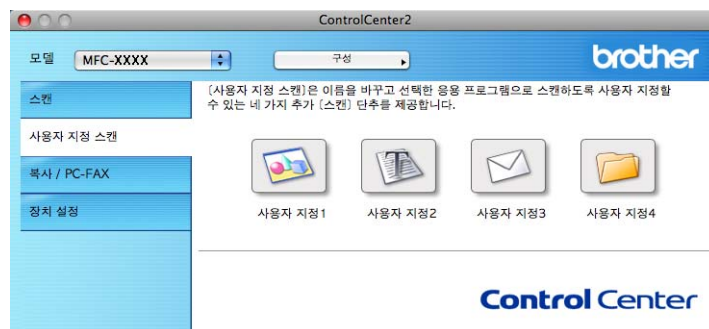 ControlCenter2
모델 MFC-XXXX 구성 brother
스캔
사용자 지정 스캔
복사 / PC-FAX
장치 설정
[사용자 지정 스캔]은 이름을 바꾸고 선택한 응용 프로그램으로 스캔하도록 사용자 지정할
수 있는 네 가지 추가 [스캔] 단추를 제공합니다.
사용자 지정1 사용자 지정2 사용자 지정3 사용자 지정4
Control Center